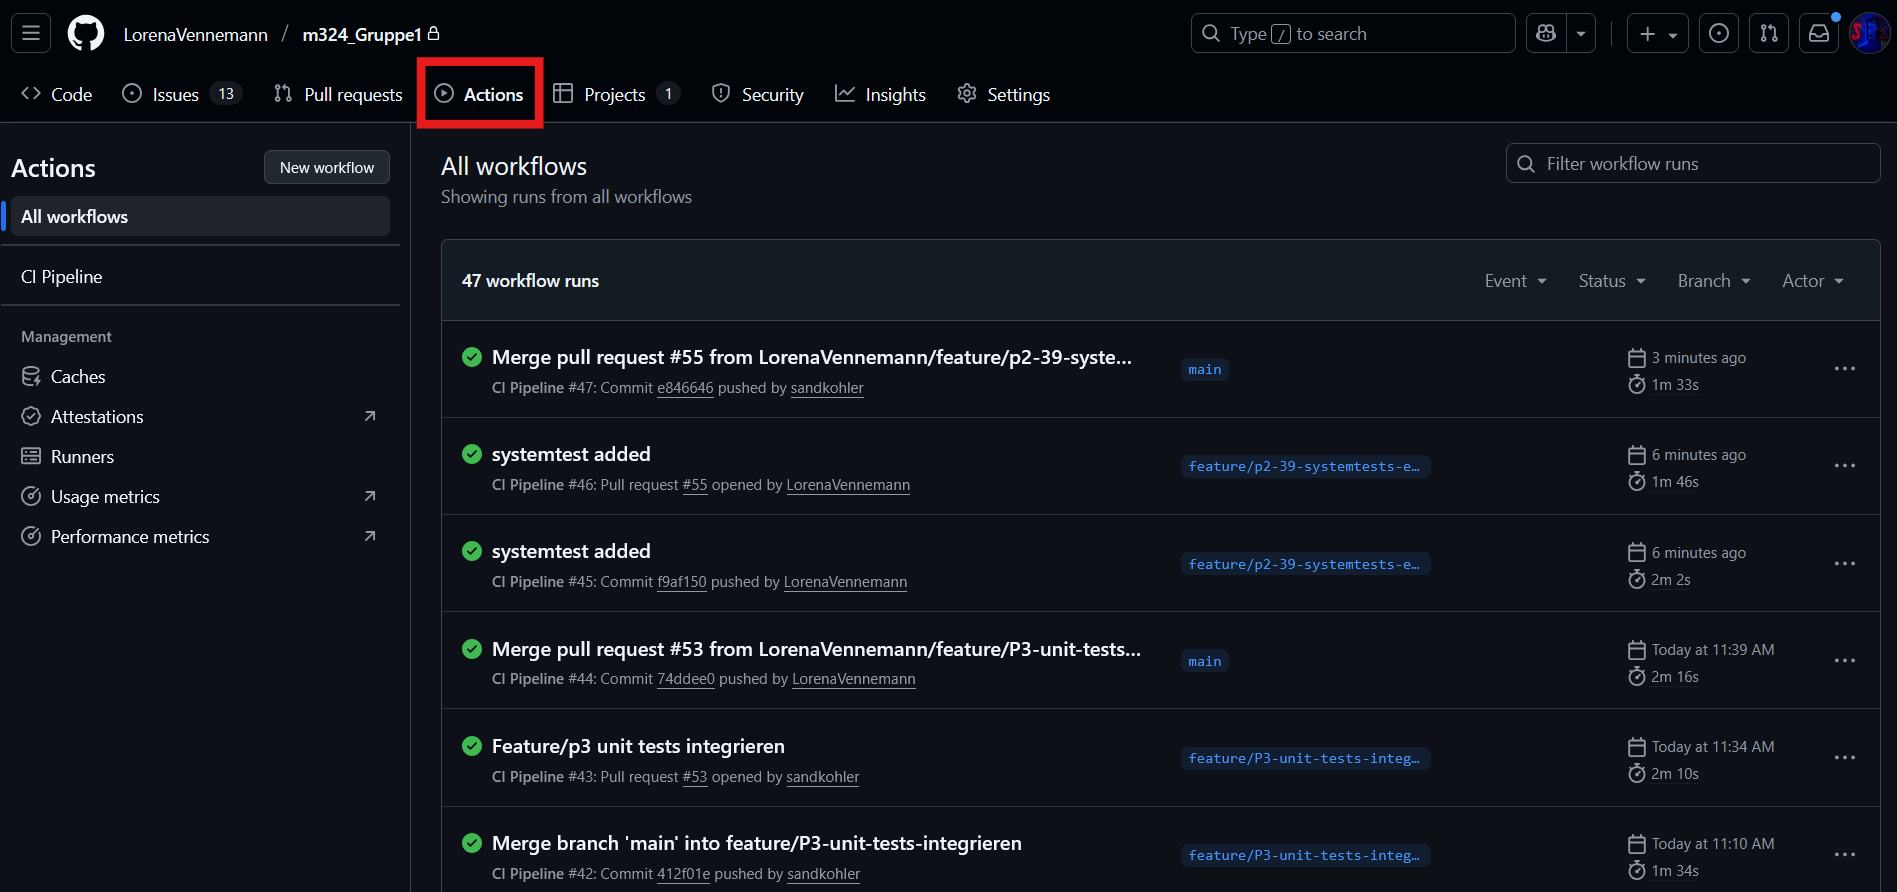 LorenaVennemann / m324_Gruppe1
Type / to search
Code
Issues 13
Pull requests
Actions
Projects 1
Security
Insights
Settings
Actions
New workflow
All workflows
CI Pipeline
Management
Caches
Attestations
Runners
Usage metrics
Performance metrics
All workflows
Showing runs from all workflows
Filter workflow runs
47 workflow runs
Event
Status
Branch
Actor
Merge pull request #55 from LorenaVennemann/feature/p2-39-syste...
CI Pipeline #47: Commit e846646 pushed by sandkohler
main
3 minutes ago
1m 33s
systemtest added
CI Pipeline #46: Pull request #55 opened by LorenaVennemann
feature/p2-39-systemtests-e…
6 minutes ago
1m 46s
systemtest added
CI Pipeline #45: Commit f9af150 pushed by LorenaVennemann
feature/p2-39-systemtests-e…
6 minutes ago
2m 2s
Merge pull request #53 from LorenaVennemann/feature/P3-unit-tests...
CI Pipeline #44: Commit 74ddee0 pushed by LorenaVennemann
main
Today at 11:39 AM
2m 16s
Feature/p3 unit tests integrieren
CI Pipeline #43: Pull request #53 opened by sandkohler
feature/P3-unit-tests-integ…
Today at 11:34 AM
2m 10s
Merge branch 'main' into feature/P3-unit-tests-integrieren
CI Pipeline #42: Commit 412f01e pushed by sandkohler
feature/P3-unit-tests-integ…
Today at 11:10 AM
1m 34s